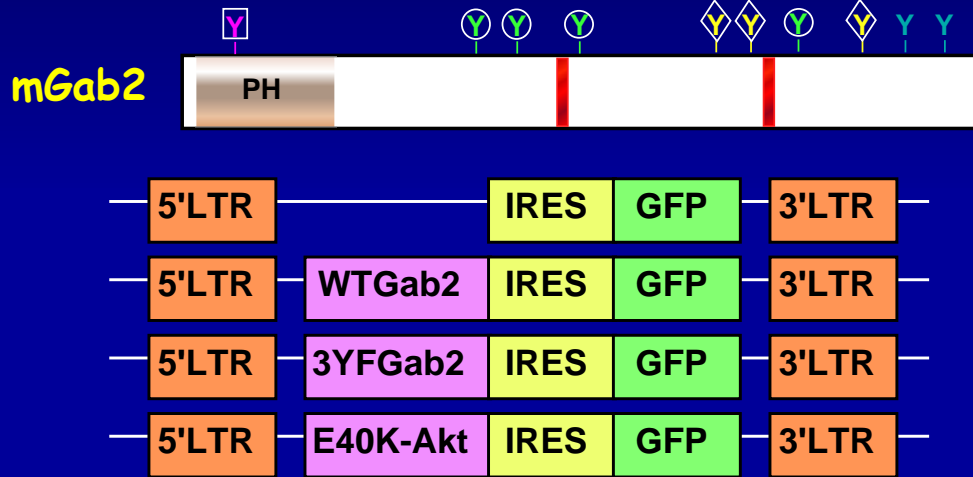 Y Y Y Y Y Y Y Y Y Y
mGab2 PH
5'LTR IRES GFP 3'LTR
5'LTR WTGab2 IRES GFP 3'LTR
5'LTR 3YFGab2 IRES GFP 3'LTR
5'LTR E40K-Akt IRES GFP 3'LTR